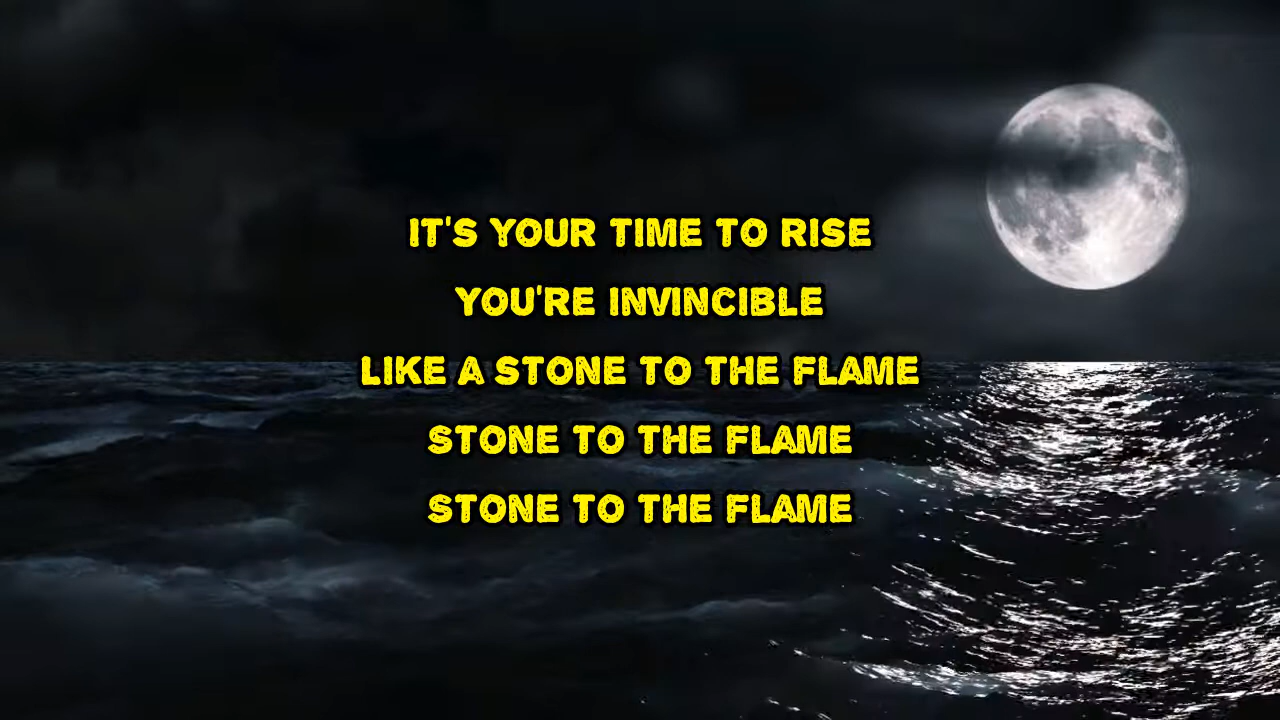 IT'S YOUR TIME TO RISE
YOU'RE INVINCIBLE
LIKE A STONE TO THE FLAME
STONE TO THE FLAME
STONE TO THE FLAME